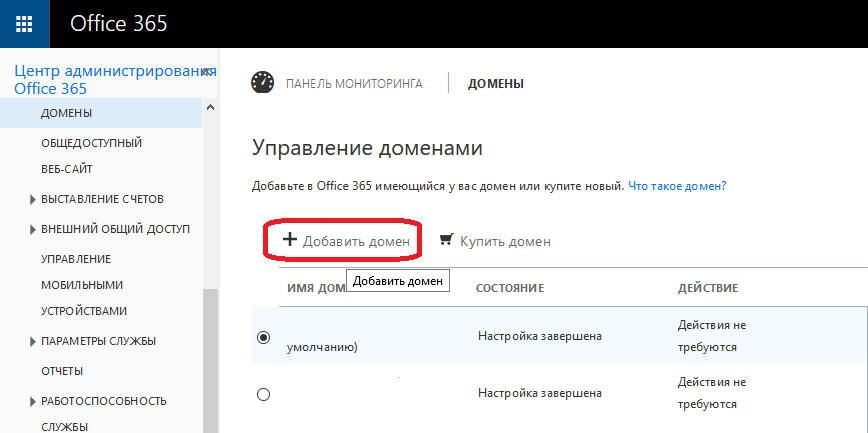 Office 365
Центр администрирования
Office 365
ДОМЕНЫ
ОБЩЕДОСТУПНЫЙ
ВЕБ-САЙТ
ВЫСТАВЛЕНИЕ СЧЕТОВ
ВНЕШНИЙ ОБЩИЙ ДОСТУП
УПРАВЛЕНИЕ
МОБИЛЬНЫМИ
УСТРОЙСТВАМИ
ПАРАМЕТРЫ СЛУЖБЫ
ОТЧЕТЫ
РАБОТОСПОСОБНОСТЬ
СЛУЖБЫ
ПАНЕЛЬ МОНИТОРИНГА
ДОМЕНЫ
Управление доменами
Добавьте в Office 365 имеющийся у вас домен или купите новый. Что такое домен?
Добавить домен
Купить домен
Добавить домен
ИМЯ ДОМ
СОСТОЯНИЕ
ДЕЙСТВИЕ
умолчанию)
Настройка завершена
Действия не
требуются
Настройка завершена
Действия не
требуются